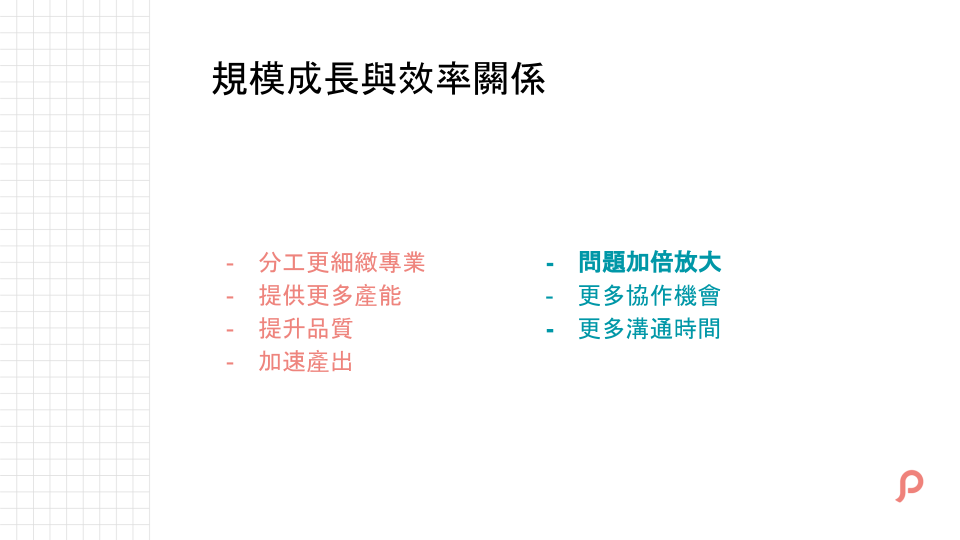 規模成長與效率關係
- 分工更細緻專業
- 提供更多產能
- 提升品質
- 加速產出
- 問題加倍放大
- 更多協作機會
- 更多溝通時間